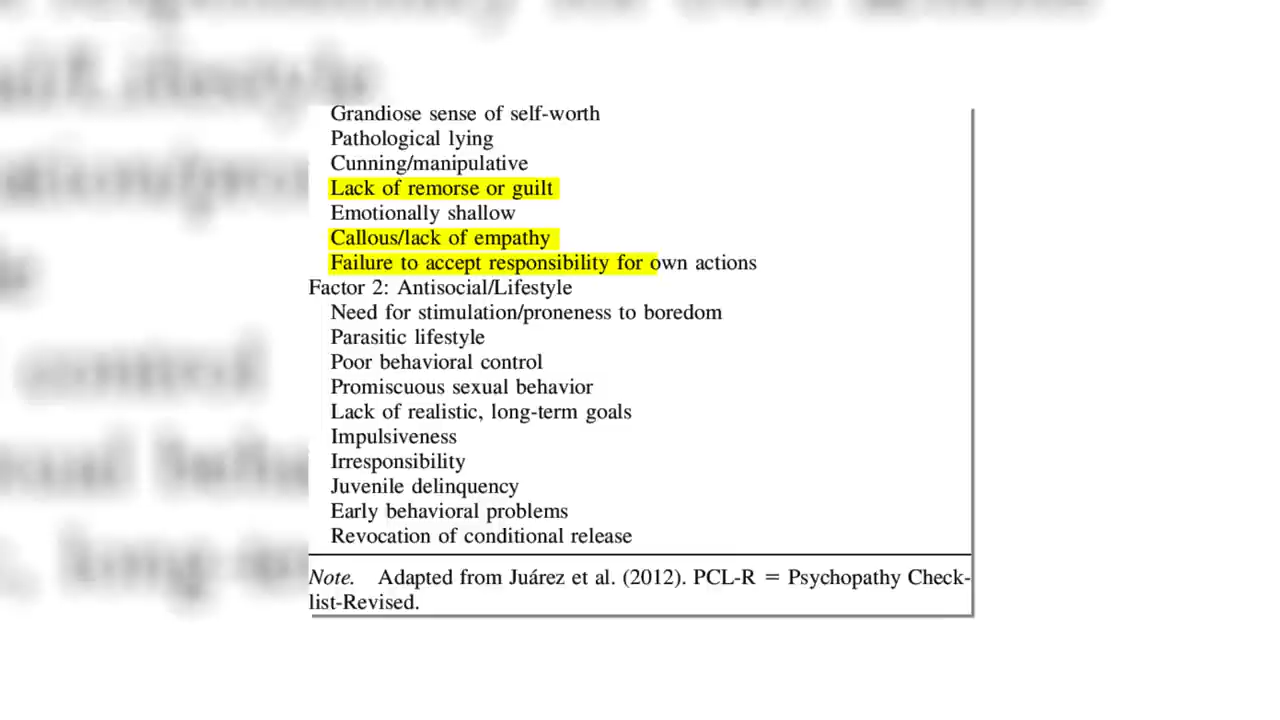 Grandiose sense of self-worth
Pathological lying
Cunning/manipulative
Lack of remorse or guilt
Emotionally shallow
Callous/lack of empathy
Failure to accept responsibility for own actions
Factor 2: Antisocial/Lifestyle
Need for stimulation/proneness to boredom
Parasitic lifestyle
Poor behavioral control
Promiscuous sexual behavior
Lack of realistic, long-term goals
Impulsiveness
Irresponsibility
Juvenile delinquency
Early behavioral problems
Revocation of conditional release
Note. Adapted from Juárez et al. (2012). PCL-R = Psychopathy Check-
list-Revised.